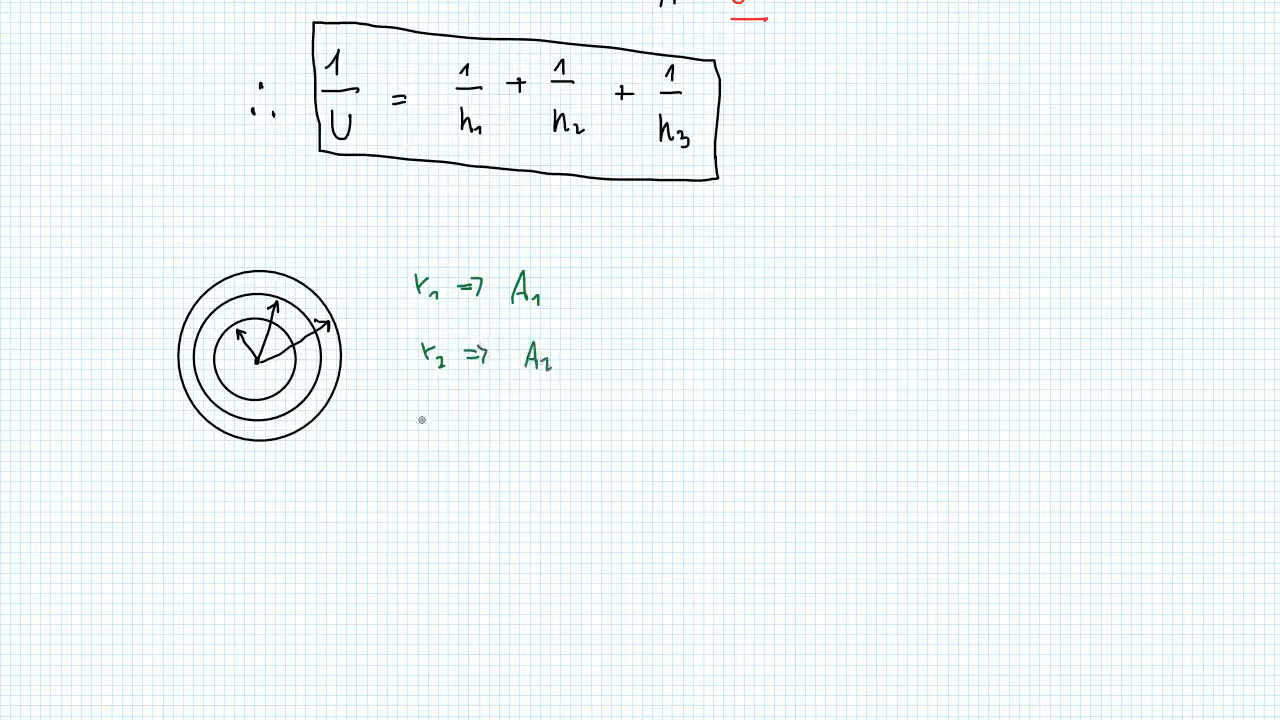 ∴ 1/U = 1/h₁ + 1/h₂ + 1/h₃
r₁ => A₁
r₂ => A₂